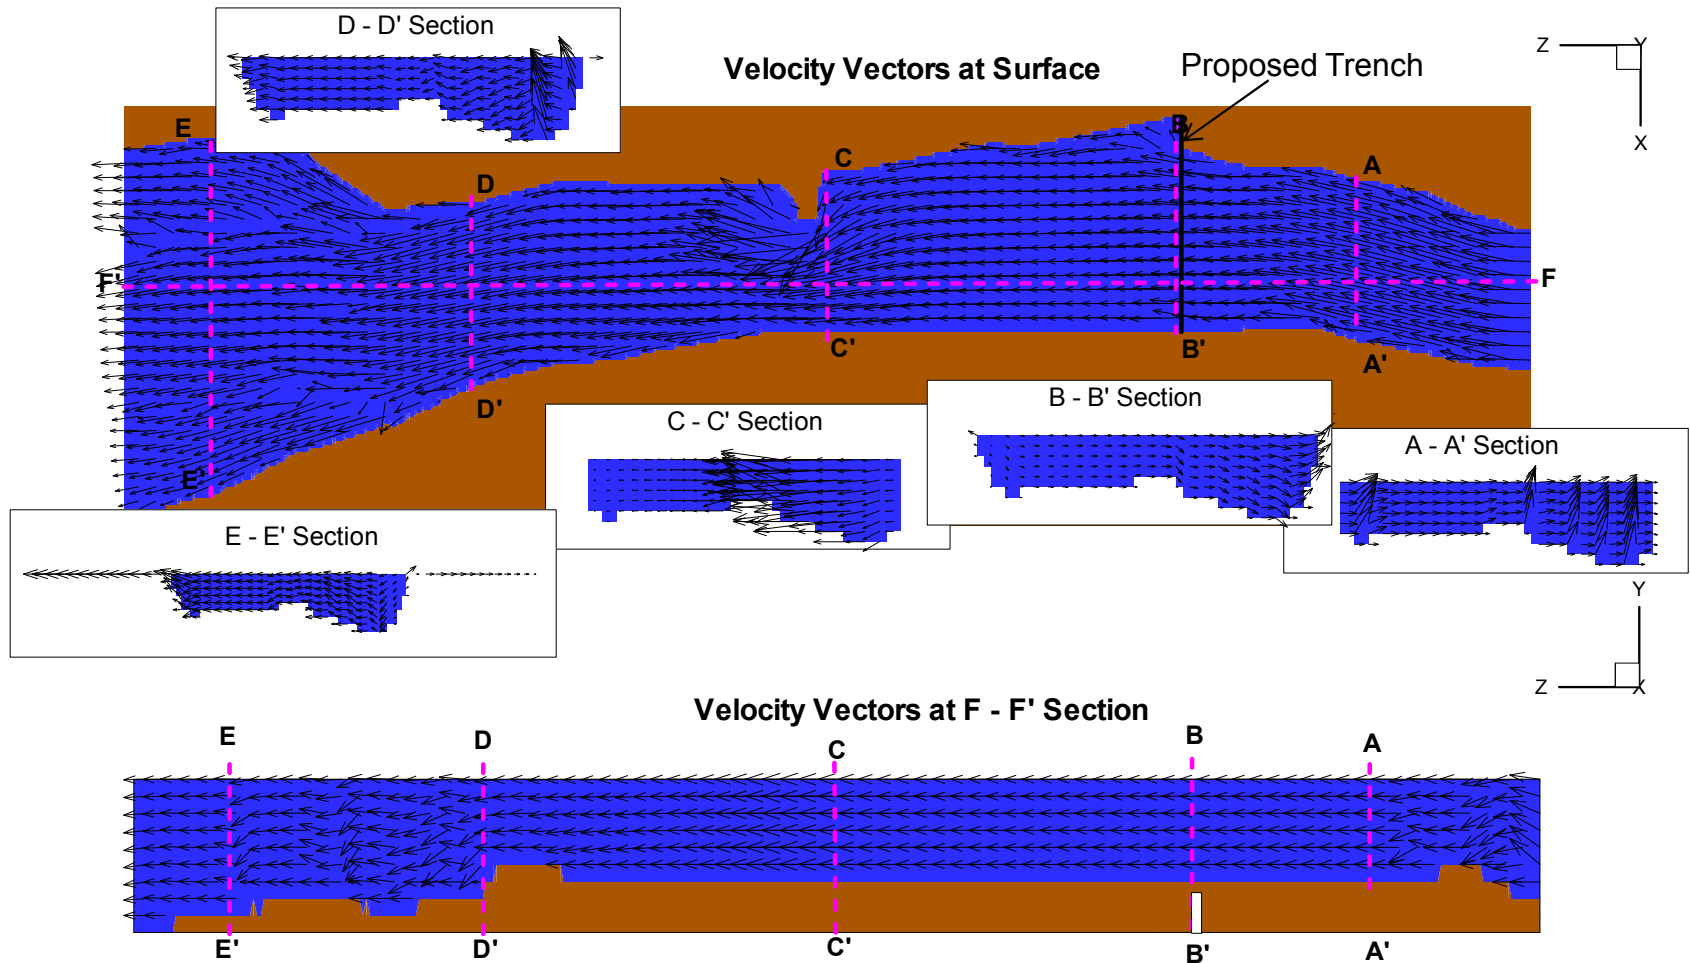 D - D' Section
Velocity Vectors at Surface
Proposed Trench
Z
Y
X
E
B
C
A
D
F'
F
C'
B'
A'
D'
E'
B - B' Section
C - C' Section
A - A' Section
E - E' Section
Y
Z
X
Velocity Vectors at F - F' Section
E
D
C
B
A
E'
D'
C'
B'
A'